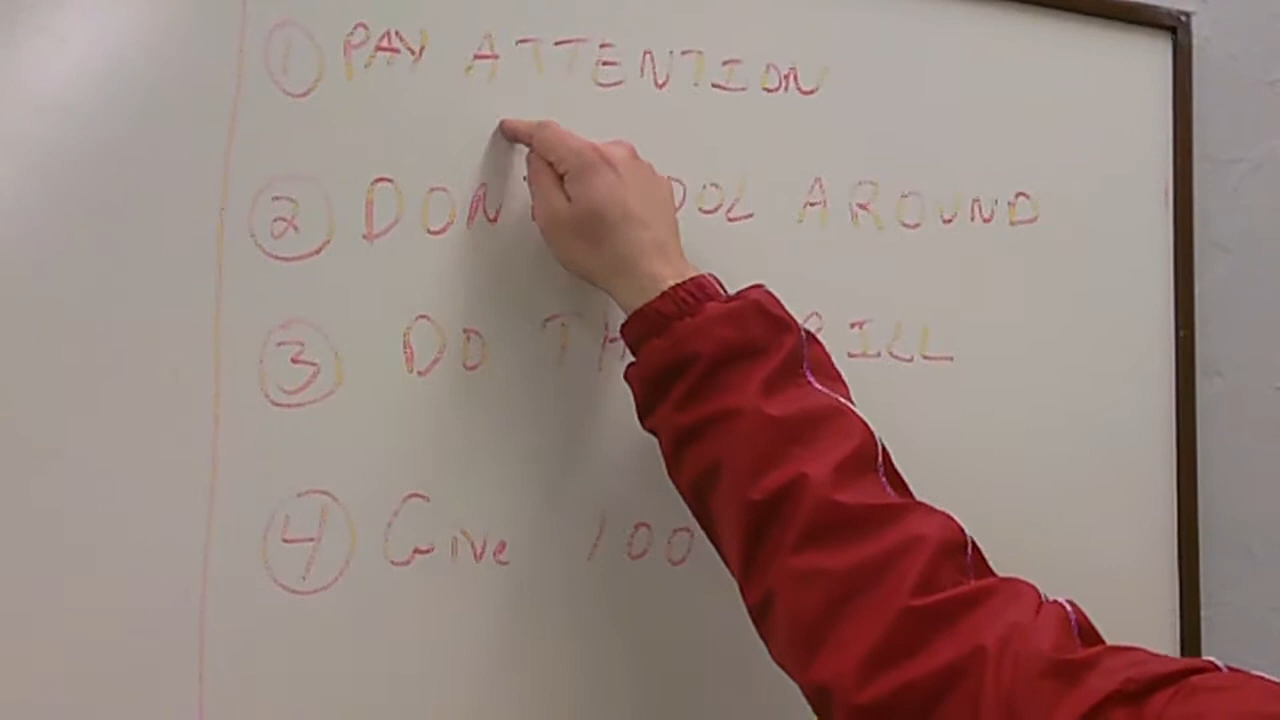 ① PAY ATTENTION
② DON'T FOOL AROUND
③ DO THE DRILL
④ Give 100